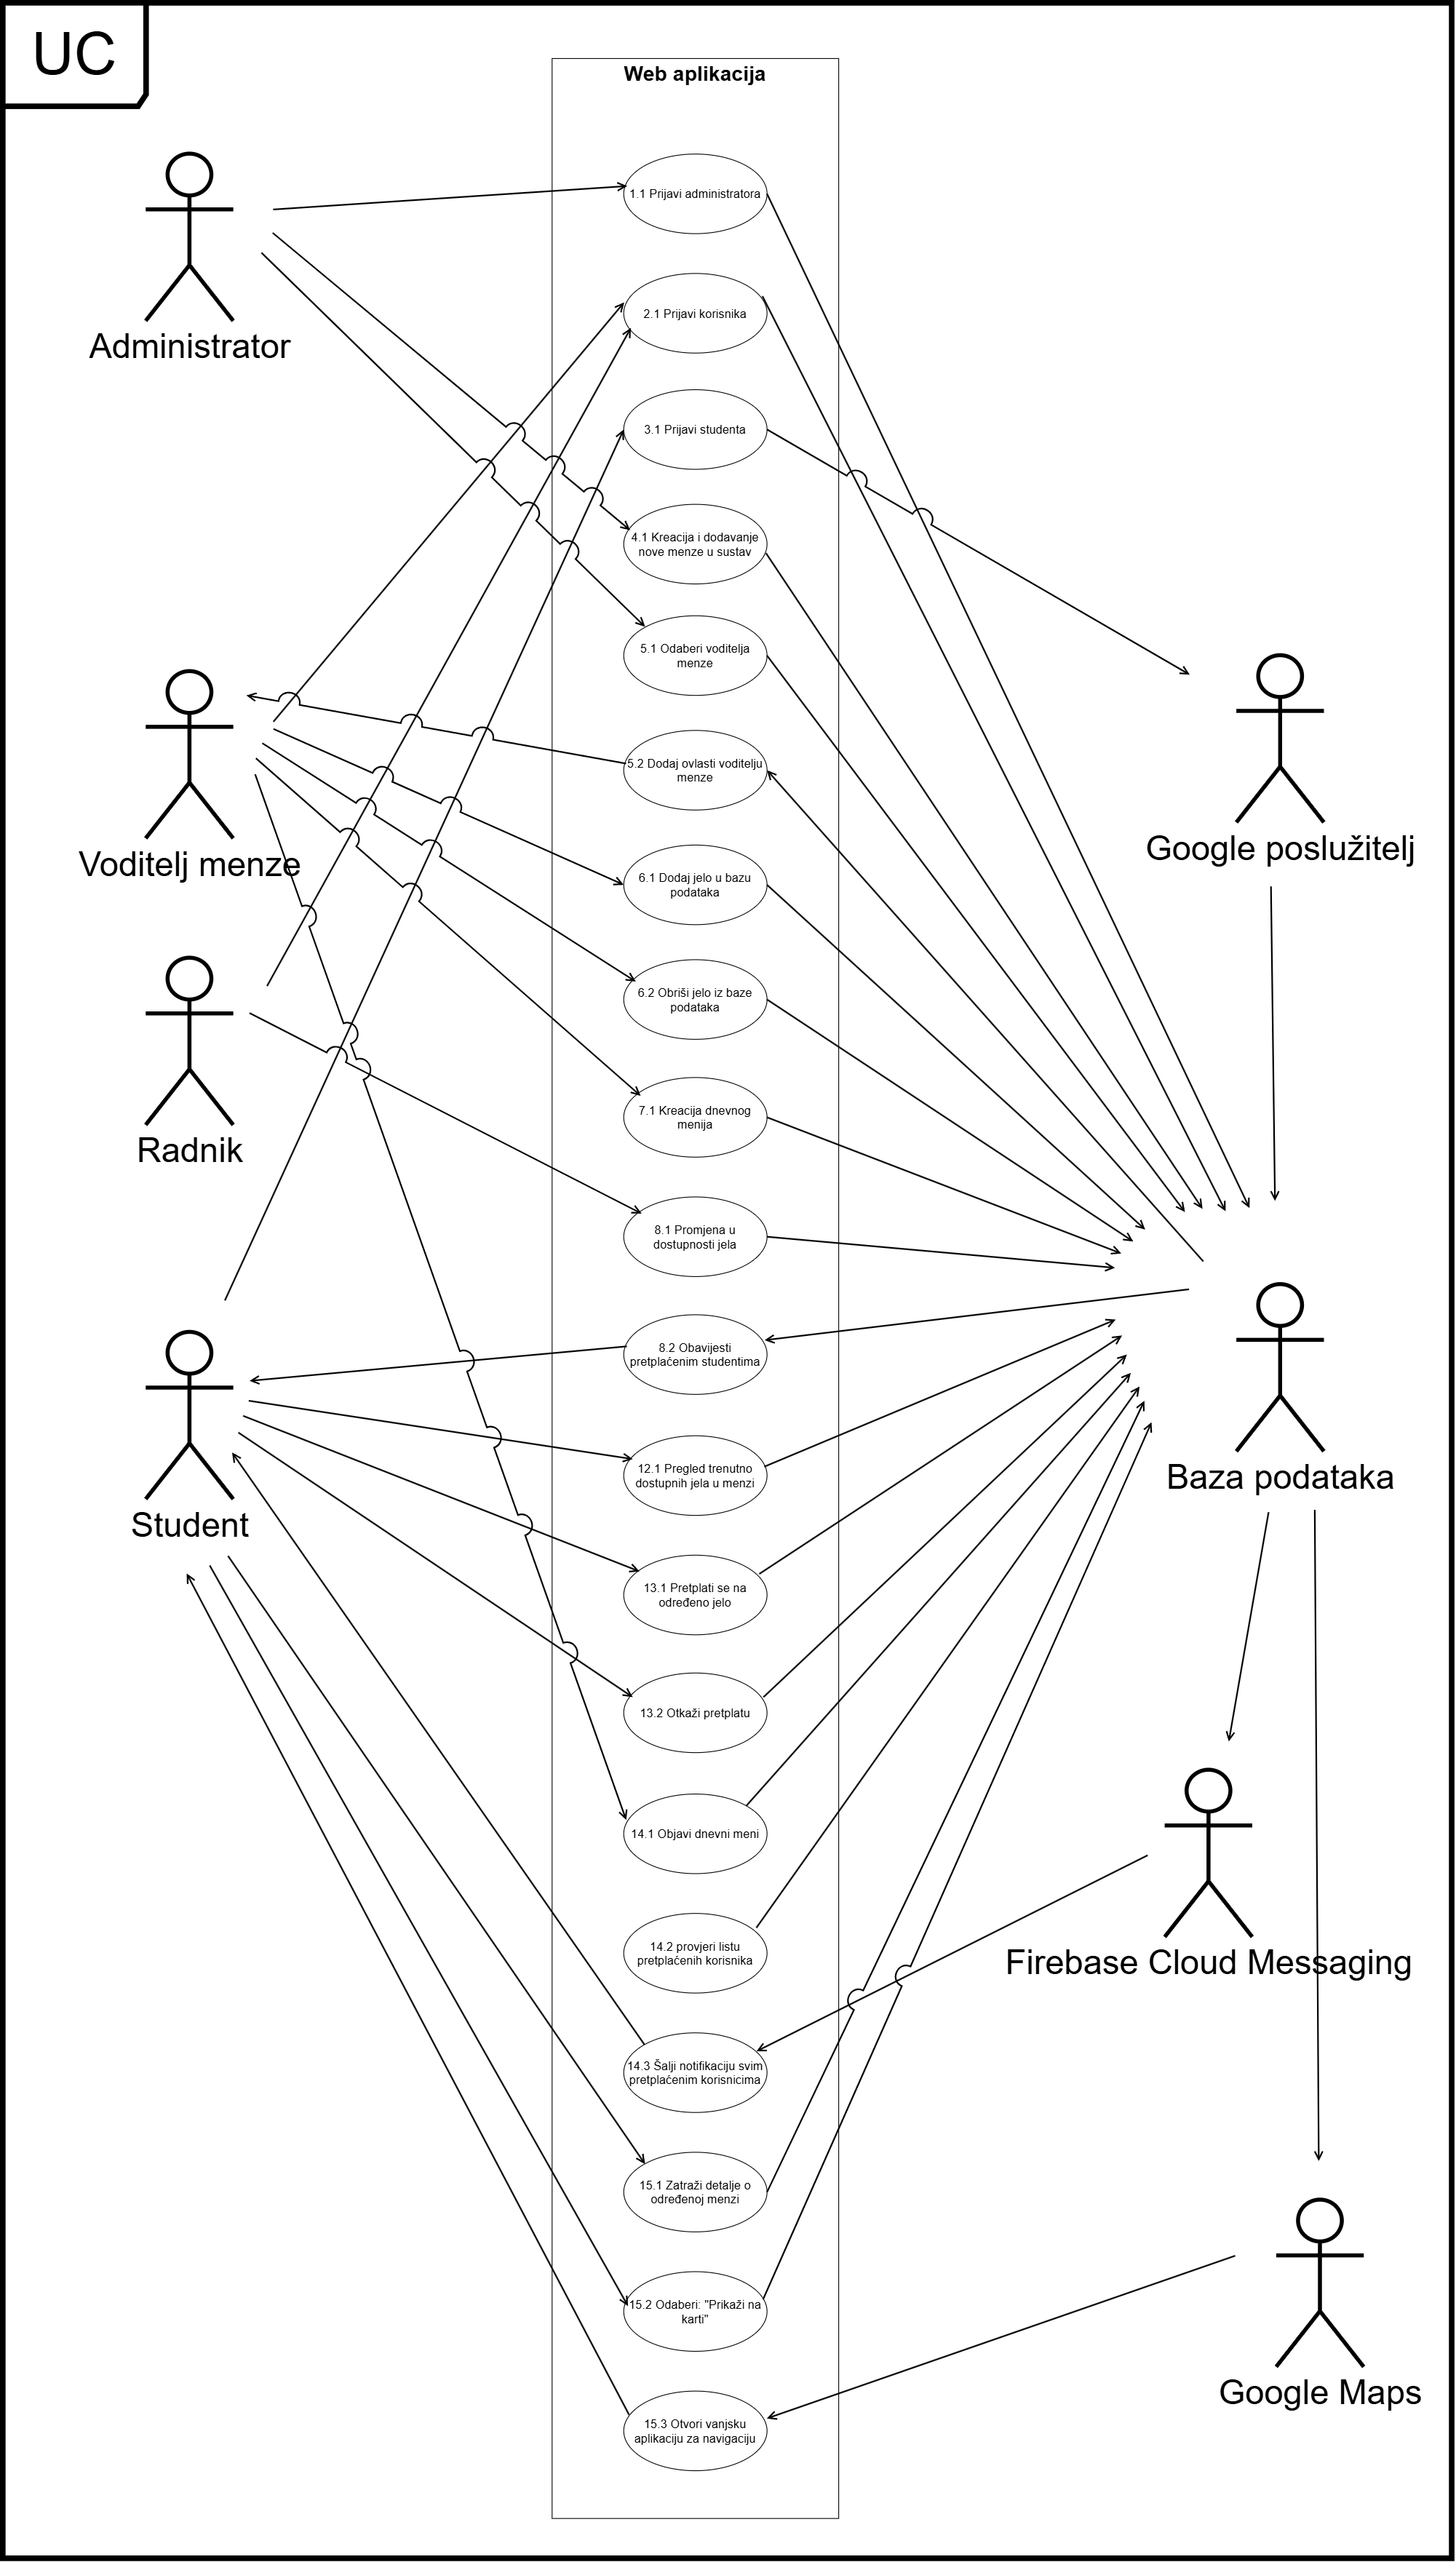 UC
Web aplikacija
1.1 Prijavi administratora
Administrator
2.1 Prijavi korisnika
3.1 Prijavi studenta
4.1 Kreacija i dodavanje
nove menze u sustav
5.1 Odaberi voditelja
menze
5.2 Dodaj ovlasti voditelju
menze
Voditelj menze
Google poslužitelj
6.1 Dodaj jelo u bazu
podataka
6.2 Obriši jelo iz baze
podataka
7.1 Kreacija dnevnog
menija
Radnik
8.1 Promjena u
dostupnosti jela
8.2 Obavijesti
pretplaćenim studentima
12.1 Pregled trenutno
dostupnih jela u menzi
Student
Baza podataka
13.1 Pretplati se na
određeno jelo
13.2 Otkaži pretplatu
14.1 Objavi dnevni meni
14.2 provjeri listu
pretplaćenih korisnika
Firebase Cloud Messaging
14.3 Šalji notifikaciju svim
pretplaćenim korisnicima
15.1 Zatraži detalje o
određenoj menzi
15.2 Odaberi: "Prikaži na
karti"
Google Maps
15.3 Otvori vanjsku
aplikaciju za navigaciju